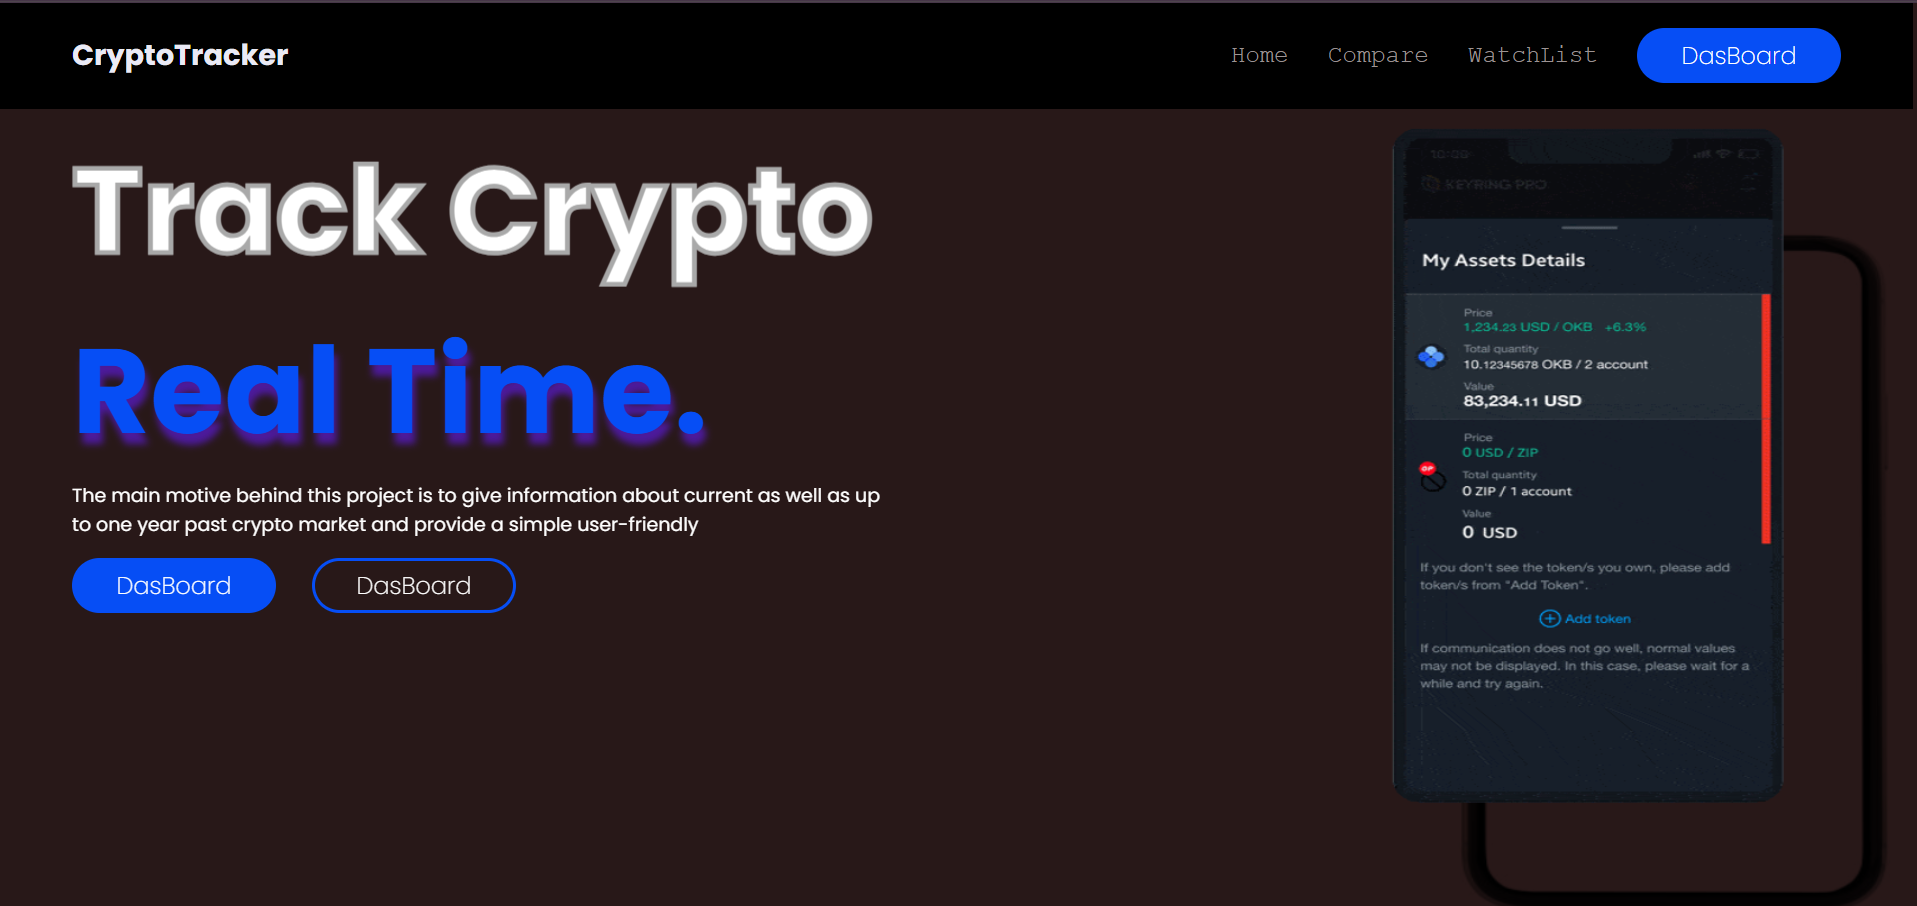 CryptoTracker
Home Compare WatchList DasBoard
Track Crypto
Real Time.
The main motive behind this project is to give information about current as well as up
to one year past crypto market and provide a simple user-friendly
DasBoard DasBoard
10:09
KEYRING PRO
My Assets Details
Price
1,234.23 USD / OKB +6.3%
Total quantity
10.12345678 OKB / 2 account
Value
83,234.11 USD
OP
Price
0 USD / ZIP
Total quantity
0 ZIP / 1 account
Value
0 USD
If you don't see the token/s you own, please add
token/s from "Add Token".
Add token
If communication does not go well, normal values
may not be displayed. In this case, please wait for a
while and try again.